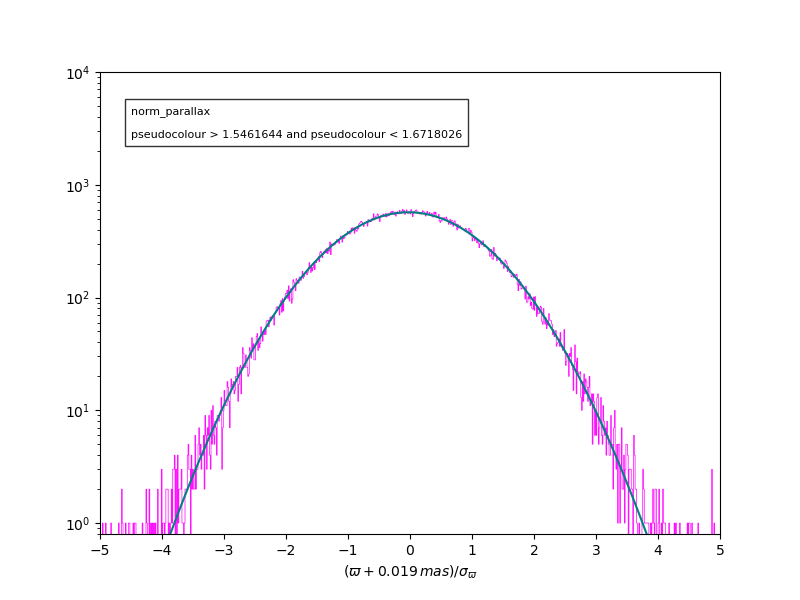 norm_parallax
pseudocolour > 1.5461644 and pseudocolour < 1.6718026
10⁴
10³
10²
10¹
10⁰
−5 −4 −3 −2 −1 0 1 2 3 4 5
(ϖ + 0.019 mas)/σ_ϖ